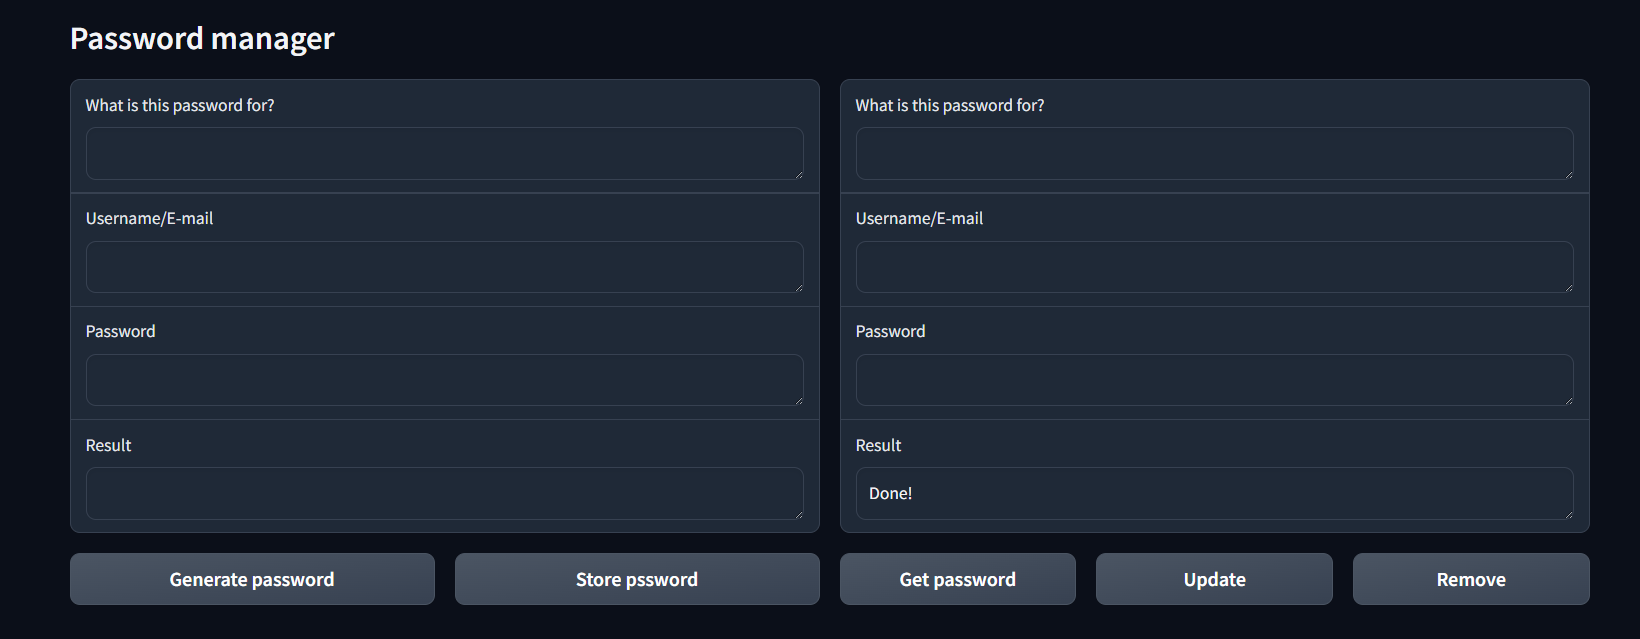 Password manager
What is this password for?
Username/E-mail
Password
Result
Generate password
Store pssword
What is this password for?
Username/E-mail
Password
Result
Done!
Get password
Update
Remove